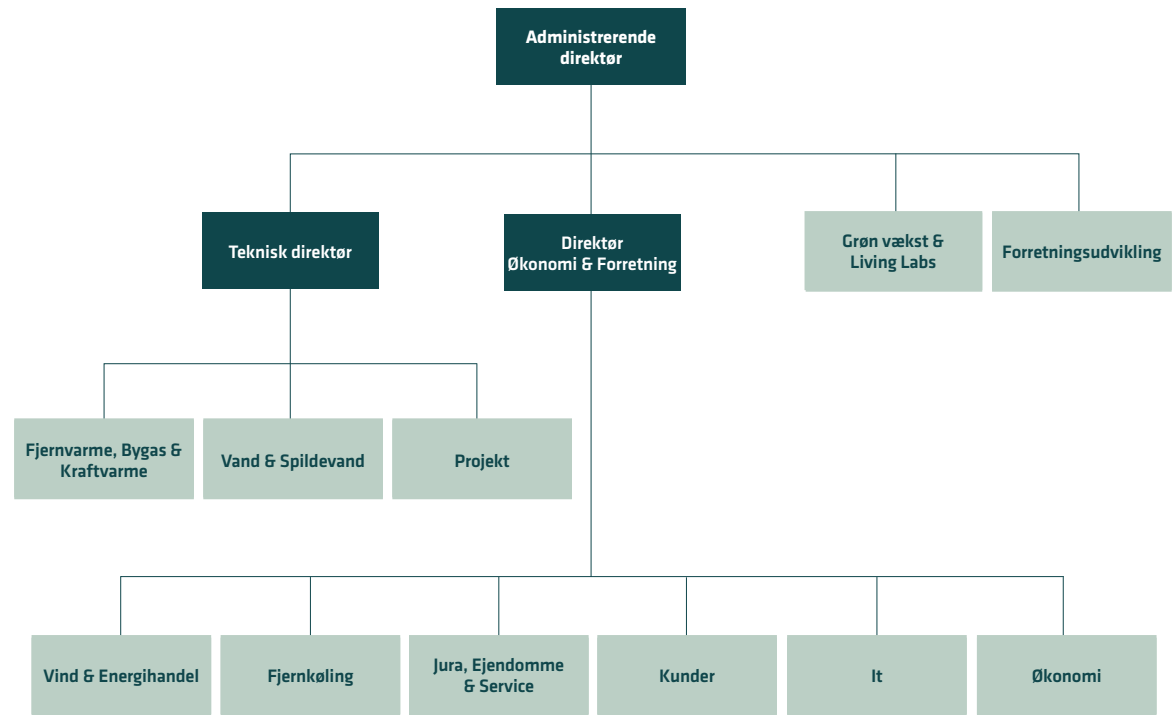 Administrerende
direktør
Teknisk direktør
Direktør
Økonomi & Forretning
Grøn vækst &
Living Labs
Forretningsudvikling
Fjernvarme, Bygas &
Kraftvarme
Vand & Spildevand
Projekt
Vind & Energihandel
Fjernkøling
Jura, Ejendomme
& Service
Kunder
It
Økonomi